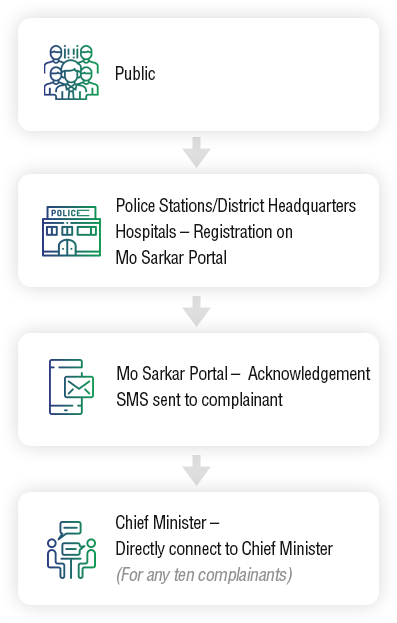 Public
POLICE
Police Stations/District Headquarters
Hospitals – Registration on
Mo Sarkar Portal
Mo Sarkar Portal – Acknowledgement
SMS sent to complainant
Chief Minister –
Directly connect to Chief Minister
(For any ten complainants)